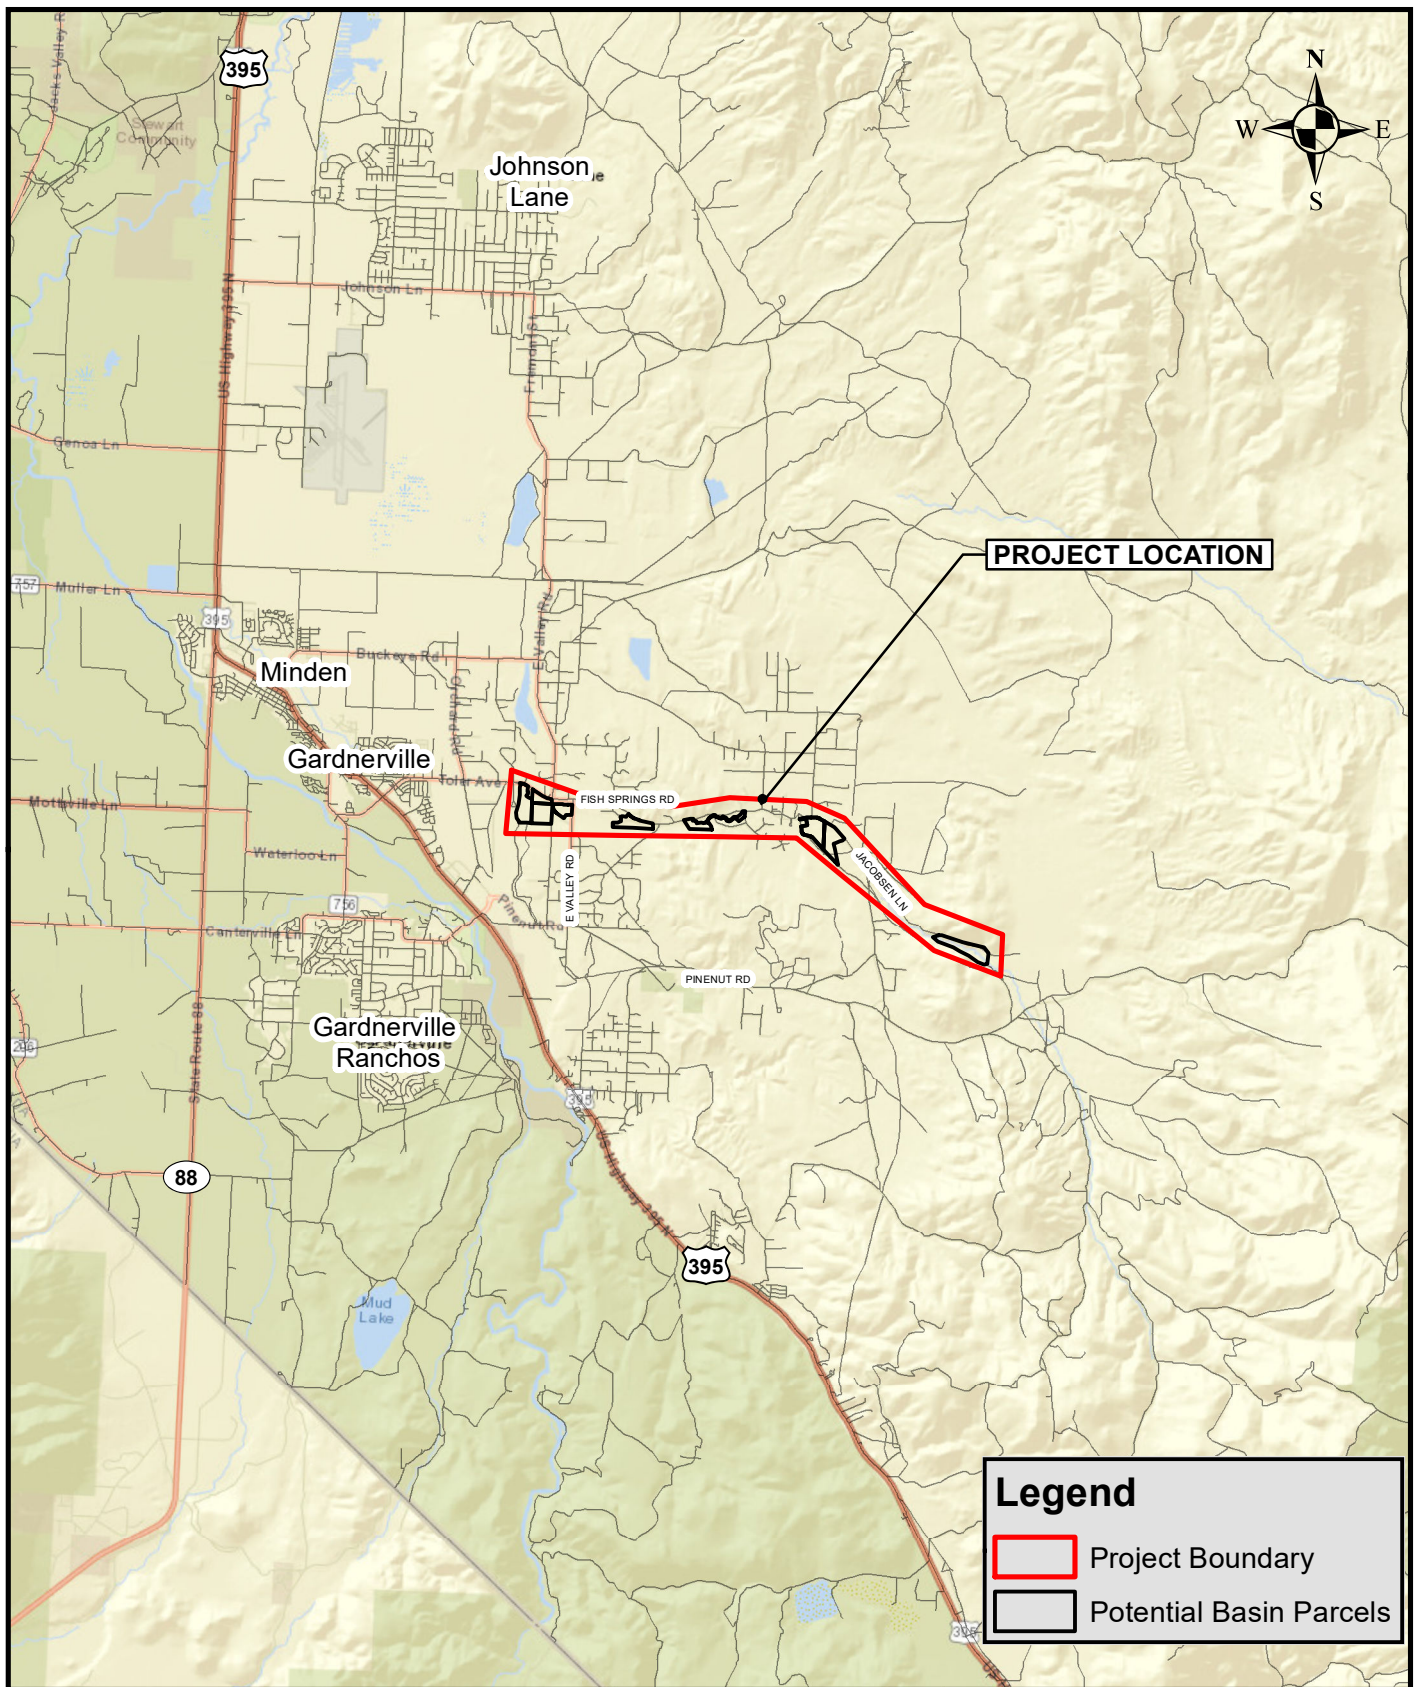 Jacks Valley R
395
N
W
E
S
Stewart
Community
Johnson
Lane
Johnson Ln
US Highway 395 N
Fremont St
Genoa Ln
PROJECT LOCATION
757
Muller Ln
395
E Valley Rd
Buckeye Rd
Minden
Orchard Rd
Gardnerville
Toler Ave
FISH SPRINGS RD
Mottsville Ln
Waterloo Ln
E VALLEY RD
JACOBSEN LN
756
Pinenut Rd
Centerville Ln
PINENUT RD
Gardnerville
Ranchos
State Route 88
206
395
US Highway 395 N
88
395
Mud
Lake
Legend
Project Boundary
Potential Basin Parcels
395